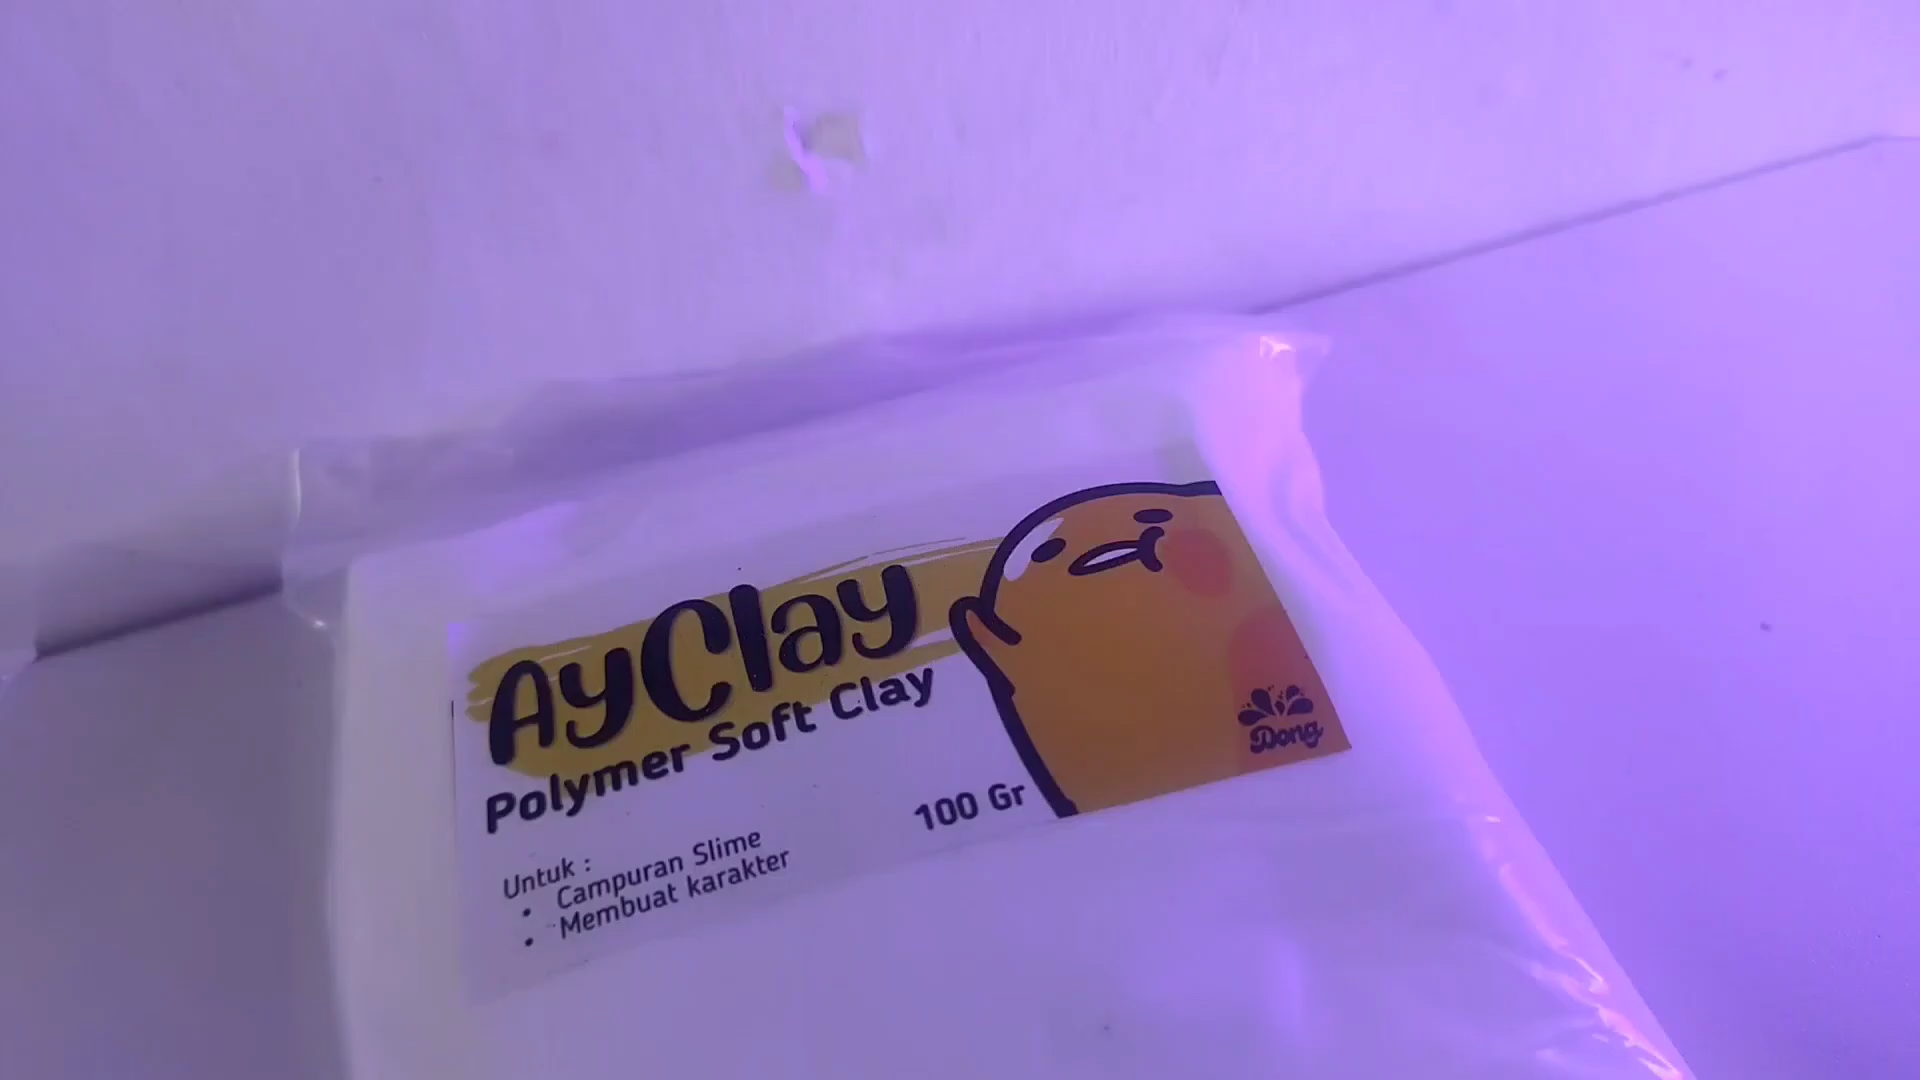 AyClay
Polymer Soft Clay
100 Gr
Untuk :
• Campuran Slime
• Membuat karakter
Dong